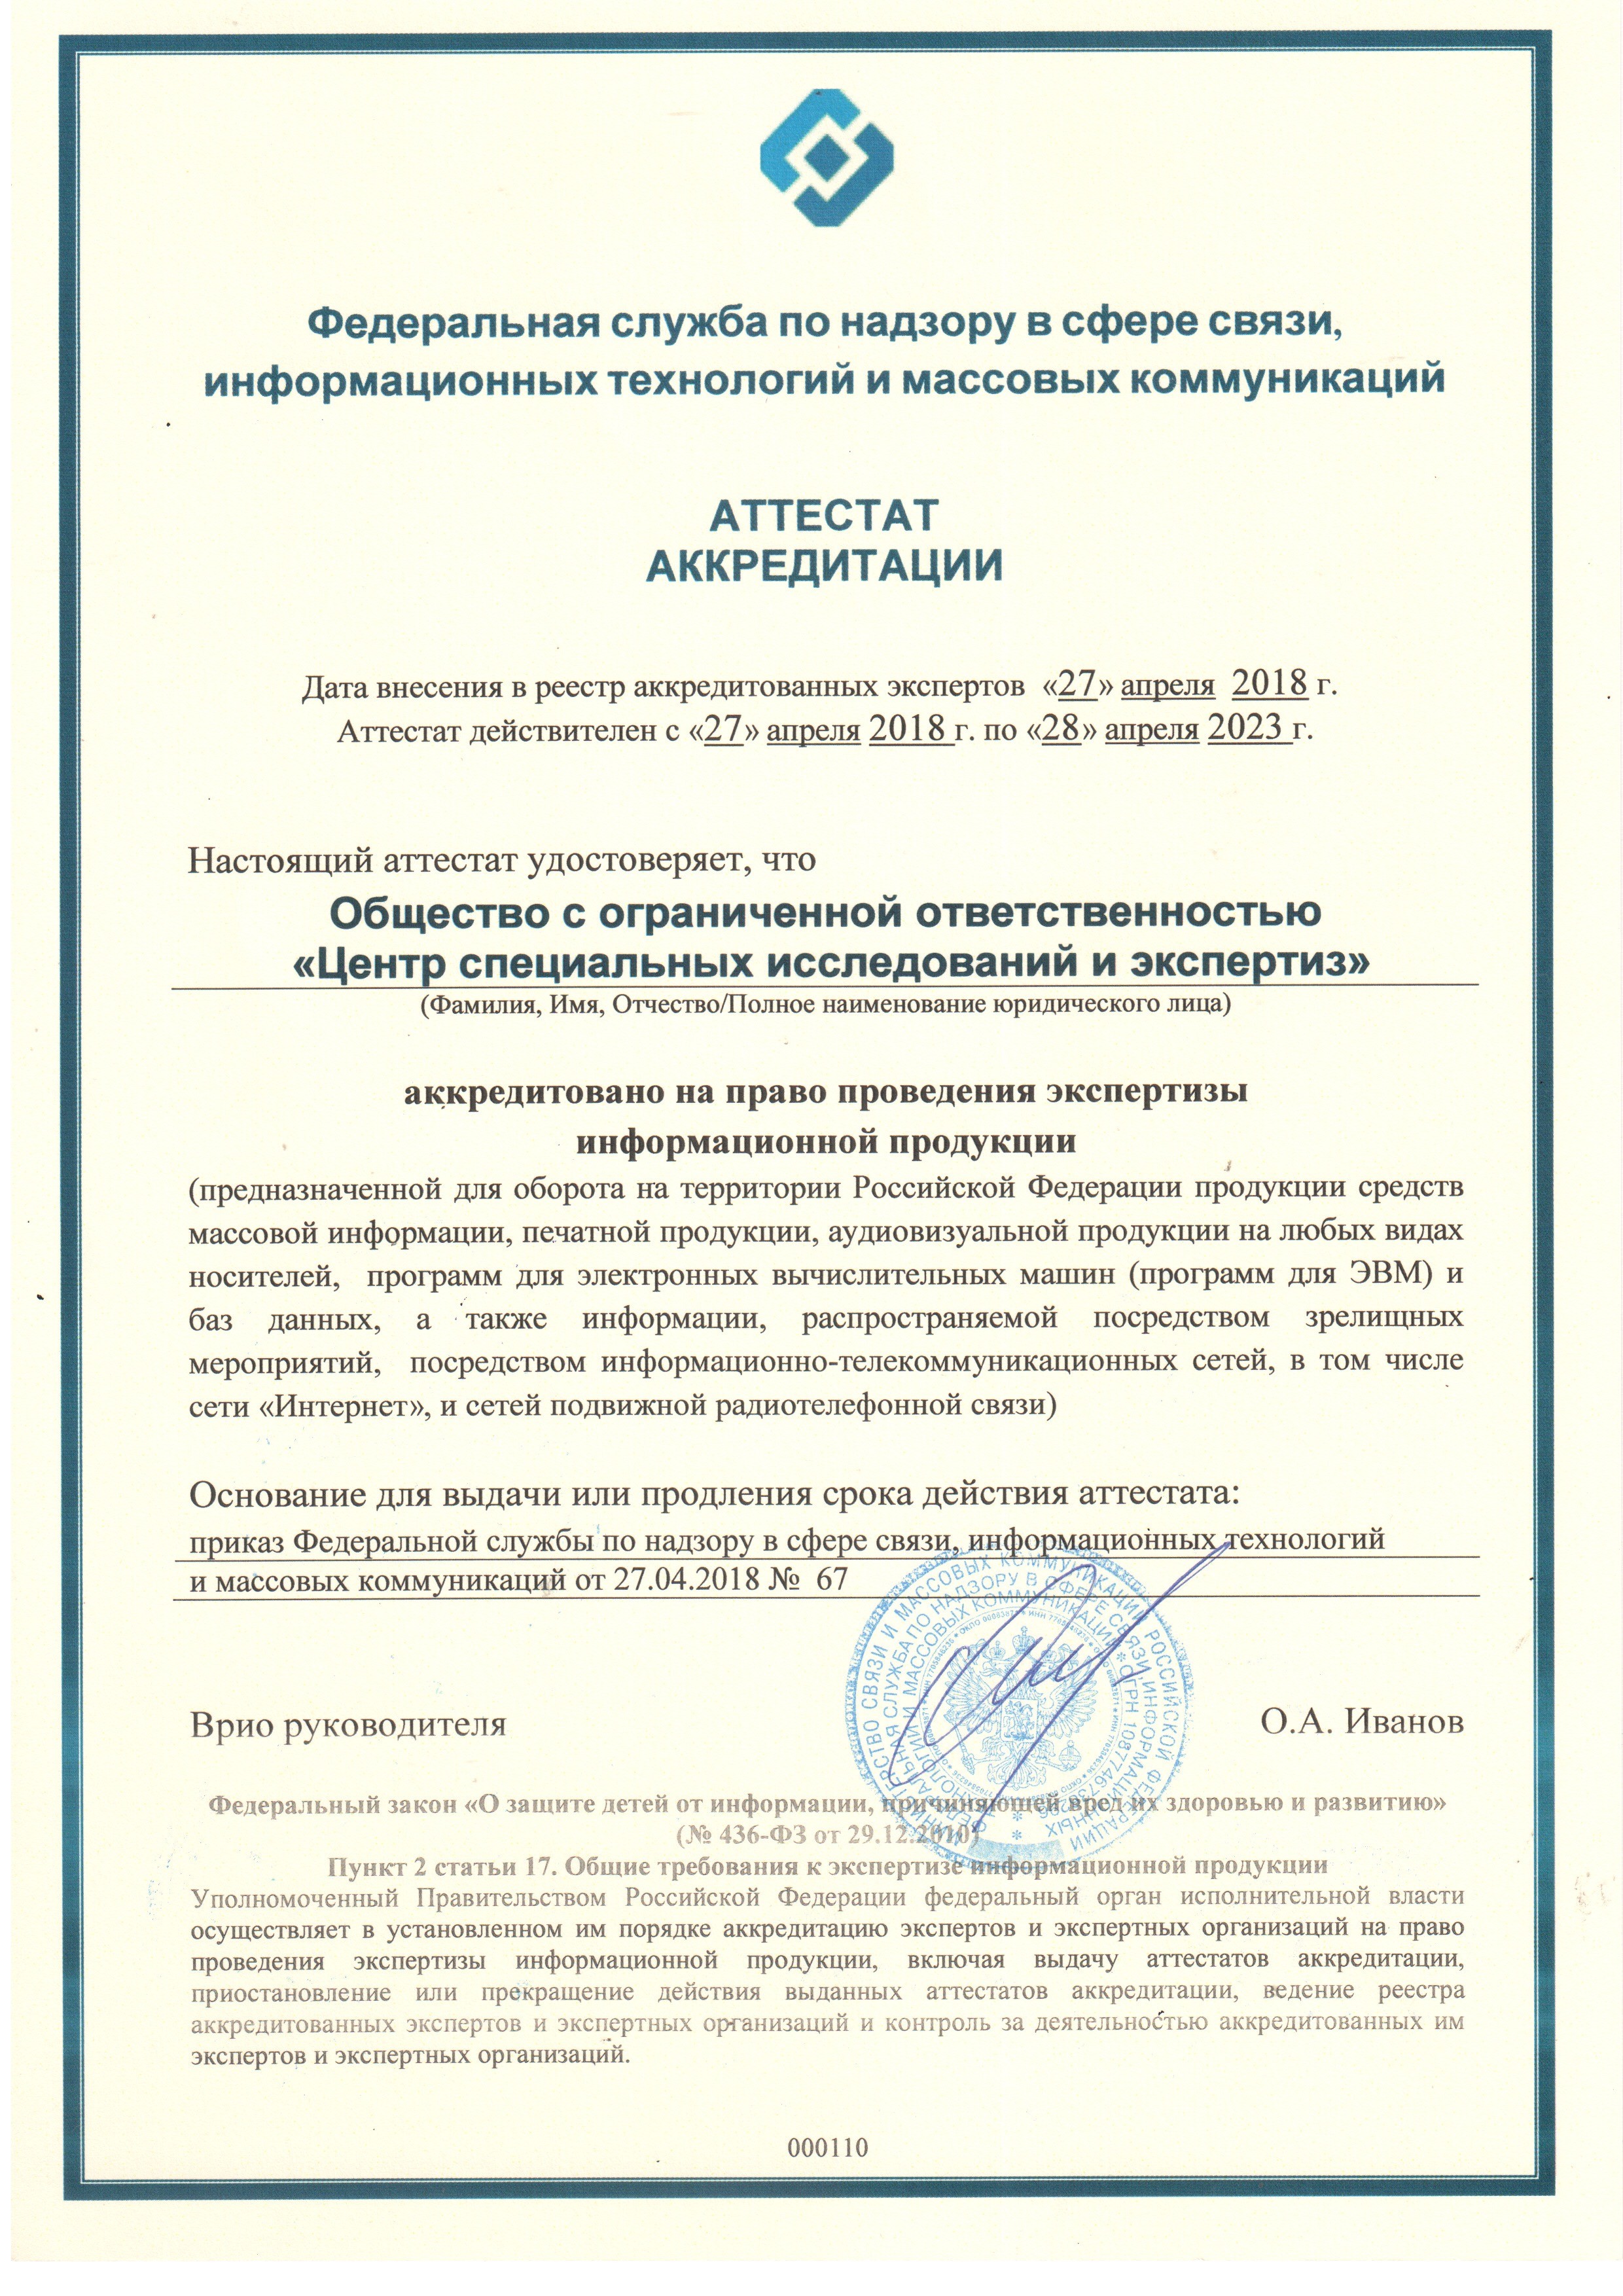 Федеральная служба по надзору в сфере связи,
информационных технологий и массовых коммуникаций
АТТЕСТАТ
АККРЕДИТАЦИИ
Дата внесения в реестр аккредитованных экспертов «27» апреля 2018 г.
Аттестат действителен с «27» апреля 2018 г. по «28» апреля 2023 г.
Настоящий аттестат удостоверяет, что
Общество с ограниченной ответственностью
«Центр специальных исследований и экспертиз»
(Фамилия, Имя, Отчество/Полное наименование юридического лица)
аккредитовано на право проведения экспертизы
информационной продукции
(предназначенной для оборота на территории Российской Федерации продукции средств
массовой информации, печатной продукции, аудиовизуальной продукции на любых видах
носителей, программ для электронных вычислительных машин (программ для ЭВМ) и
баз данных, а также информации, распространяемой посредством зрелищных
мероприятий, посредством информационно-телекоммуникационных сетей, в том числе
сети «Интернет», и сетей подвижной радиотелефонной связи)
Основание для выдачи или продления срока действия аттестата:
приказ Федеральной службы по надзору в сфере связи, информационных технологий
и массовых коммуникаций от 27.04.2018 № 67
Врио руководителя
О.А. Иванов
Федеральный закон «О защите детей от информации, причиняющей вред их здоровью и развитию»
(№ 436-ФЗ от 29.12.2010)
Пункт 2 статьи 17. Общие требования к экспертизе информационной продукции
Уполномоченный Правительством Российской Федерации федеральный орган исполнительной власти
осуществляет в установленном им порядке аккредитацию экспертов и экспертных организаций на право
проведения экспертизы информационной продукции, включая выдачу аттестатов аккредитации,
приостановление или прекращение действия выданных аттестатов аккредитации, ведение реестра
аккредитованных экспертов и экспертных организаций и контроль за деятельностью аккредитованных им
экспертов и экспертных организаций.
000110